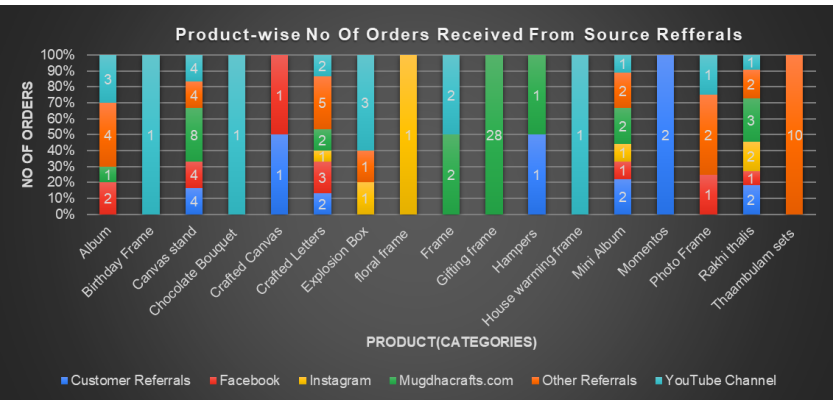 Product-wise No Of Orders Received From Source Refferals
NO OF ORDERS
100%
90%
80%
70%
60%
50%
40%
30%
20%
10%
0%
3
4
1
2
1
4
4
8
4
4
1
1
1
2
5
2
1
3
2
3
1
1
1
2
2
28
1
1
1
1
2
2
1
1
2
2
1
2
1
1
2
3
2
1
2
10
Album
Birthday Frame
Canvas stand
Chocolate Bouquet
Crafted Canvas
Crafted Letters
Explosion Box
floral frame
Frame
Gifting frame
Hampers
House warming frame
Mini Album
Momentos
Photo Frame
Rakhi thalis
Thaambulam sets
PRODUCT(CATEGORIES)
Customer Referrals Facebook Instagram Mugdhacrafts.com Other Referrals YouTube Channel